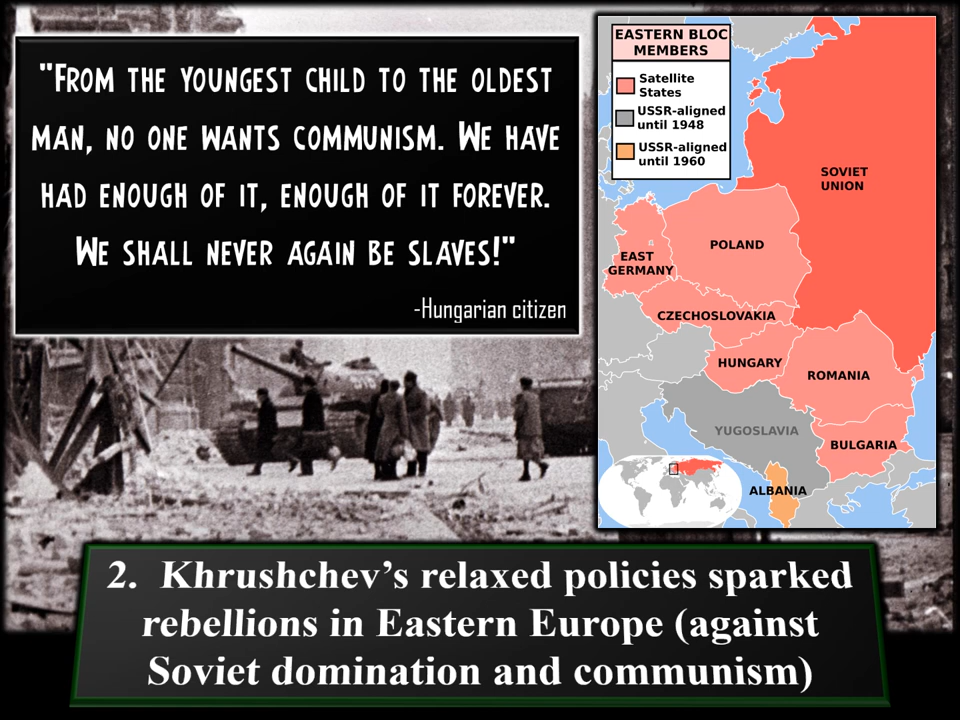 "From the youngest child to the oldest
man, no one wants communism. We have
had enough of it, enough of it forever.
We shall never again be slaves!"
-Hungarian citizen
EASTERN BLOC
MEMBERS
Satellite
States
USSR-aligned
until 1948
USSR-aligned
until 1960
SOVIET
UNION
POLAND
EAST
GERMANY
CZECHOSLOVAKIA
HUNGARY
ROMANIA
YUGOSLAVIA
BULGARIA
ALBANIA
2. Khrushchev's relaxed policies sparked
rebellions in Eastern Europe (against
Soviet domination and communism)